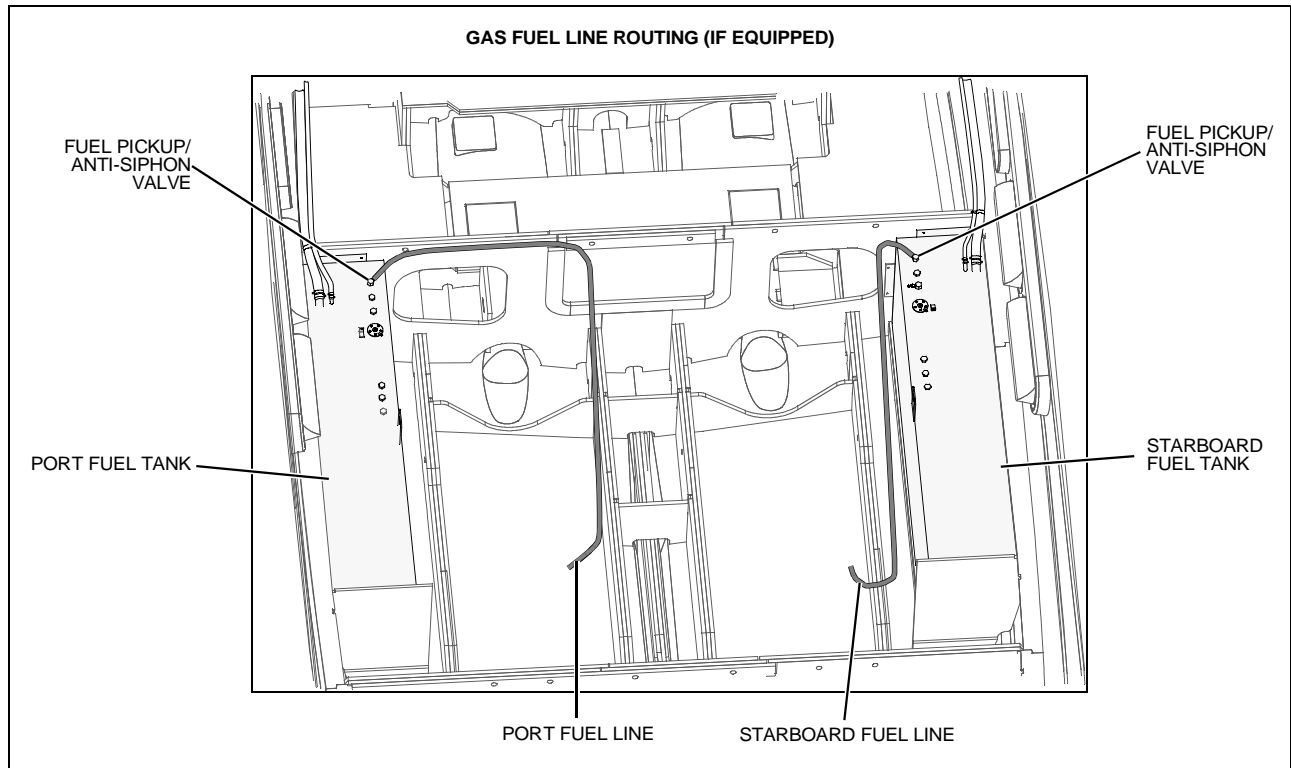 GAS FUEL LINE ROUTING (IF EQUIPPED)
FUEL PICKUP/
ANTI-SIPHON
VALVE
FUEL PICKUP/
ANTI-SIPHON
VALVE
PORT FUEL TANK
STARBOARD
FUEL TANK
PORT FUEL LINE
STARBOARD FUEL LINE